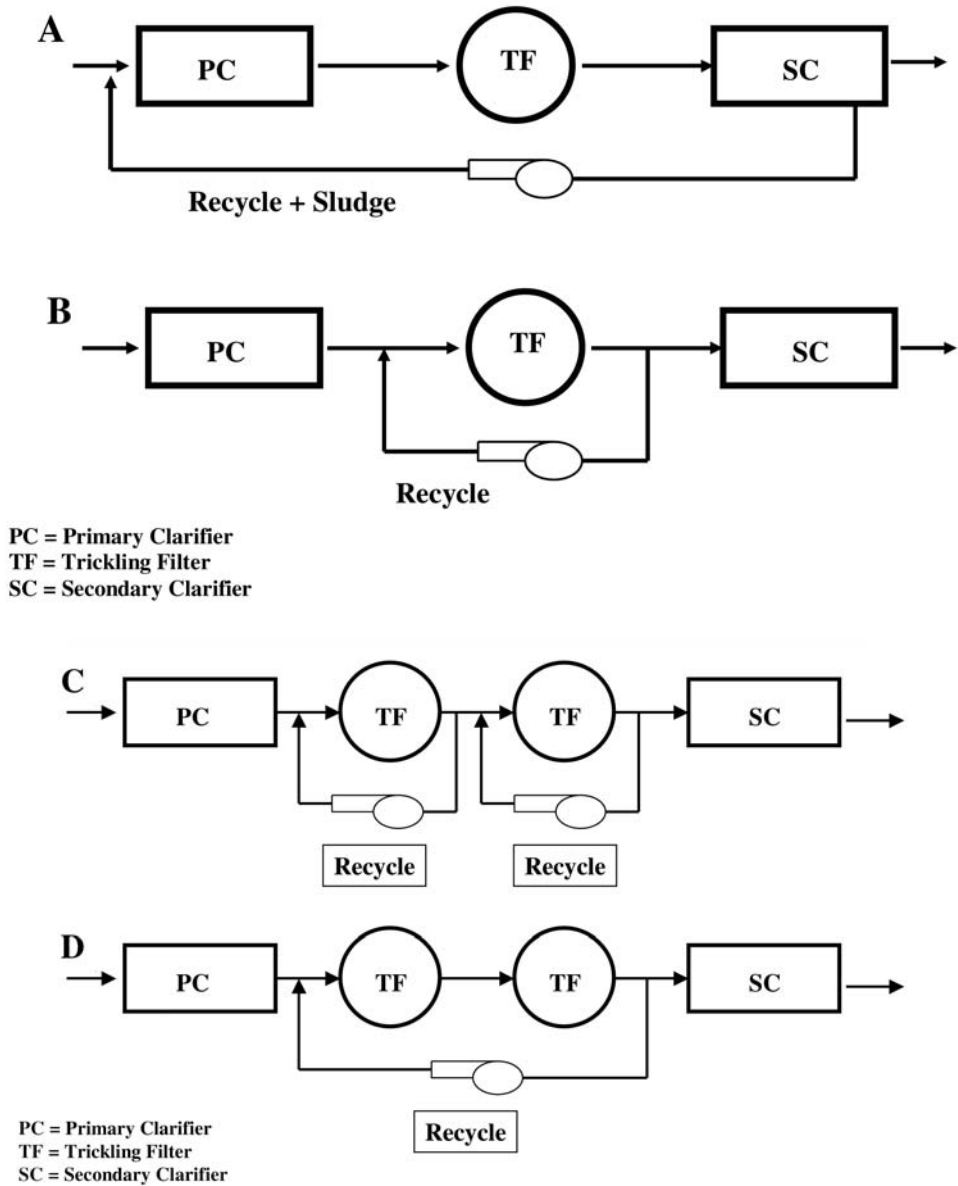 A
PC
TF
SC
Recycle + Sludge
B
PC
TF
SC
Recycle
PC = Primary Clarifier
TF = Trickling Filter
SC = Secondary Clarifier
C
PC
TF
TF
SC
Recycle
Recycle
D
PC
TF
TF
SC
Recycle
PC = Primary Clarifier
TF = Trickling Filter
SC = Secondary Clarifier